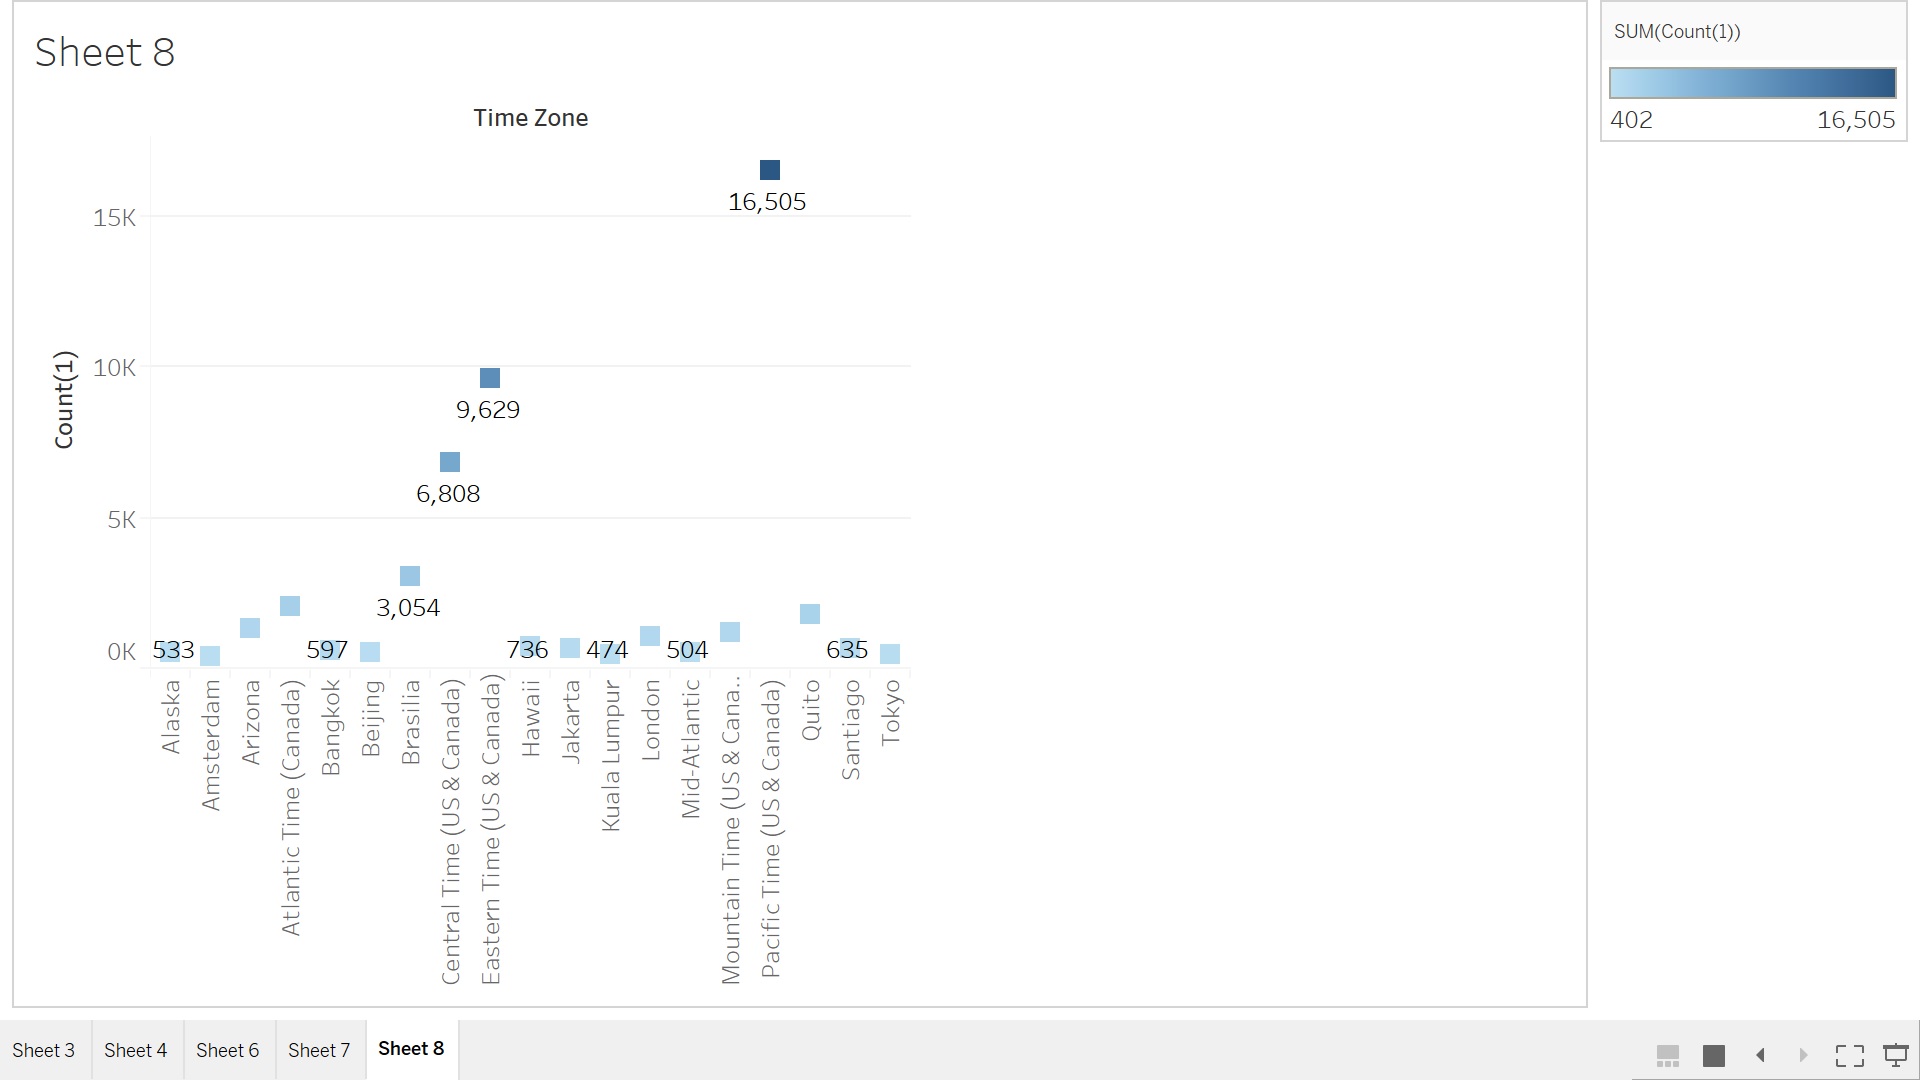 Sheet 8
SUM(Count(1))
402 16,505
Time Zone
Count(1)
15K
10K
5K
0K
16,505
9,629
6,808
3,054
533
597
736
474
504
635
Alaska
Amsterdam
Arizona
Atlantic Time (Canada)
Bangkok
Beijing
Brasilia
Central Time (US & Canada)
Eastern Time (US & Canada)
Hawaii
Jakarta
Kuala Lumpur
London
Mid-Atlantic
Mountain Time (US & Cana..
Pacific Time (US & Canada)
Quito
Santiago
Tokyo
Sheet 3
Sheet 4
Sheet 6
Sheet 7
Sheet 8